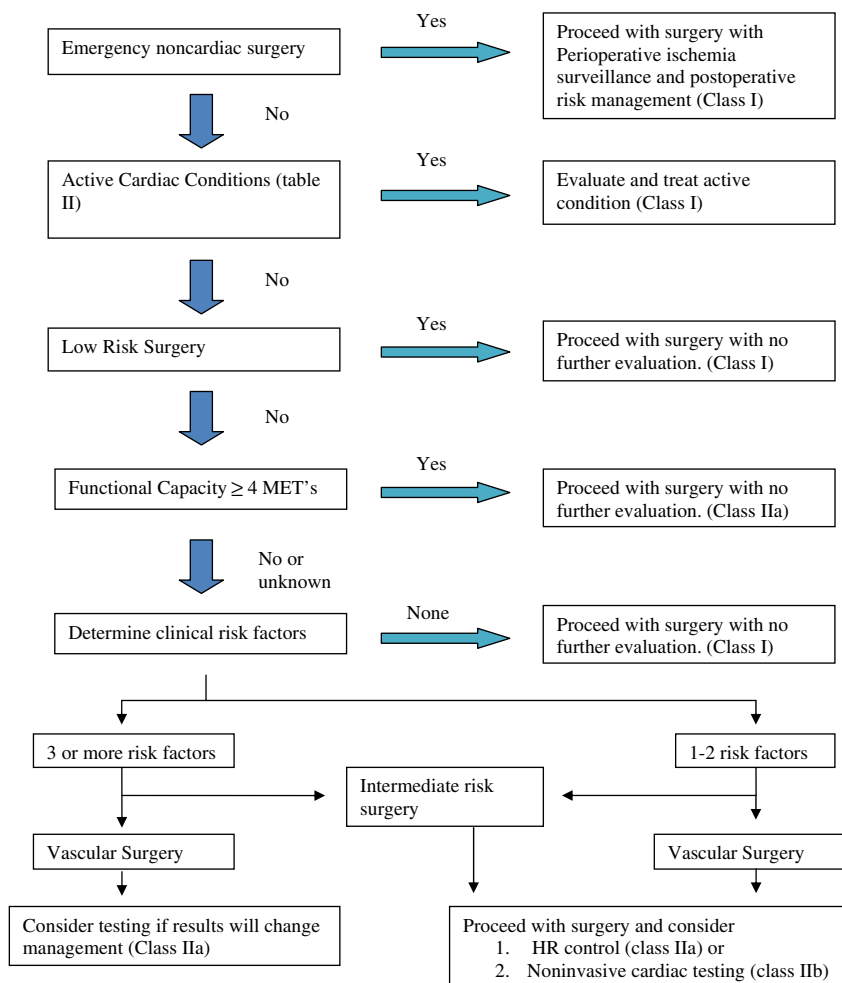 Emergency noncardiac surgery
Yes
Proceed with surgery with
Perioperative ischemia
surveillance and postoperative
risk management (Class I)
No
Active Cardiac Conditions (table
II)
Yes
Evaluate and treat active
condition (Class I)
No
Low Risk Surgery
Yes
Proceed with surgery with no
further evaluation. (Class I)
No
Functional Capacity ≥ 4 MET's
Yes
Proceed with surgery with no
further evaluation. (Class IIa)
No or
unknown
Determine clinical risk factors
None
Proceed with surgery with no
further evaluation. (Class I)
3 or more risk factors
1-2 risk factors
Intermediate risk
surgery
Vascular Surgery
Vascular Surgery
Consider testing if results will change
management (Class IIa)
Proceed with surgery and consider
1. HR control (class IIa) or
2. Noninvasive cardiac testing (class IIb)